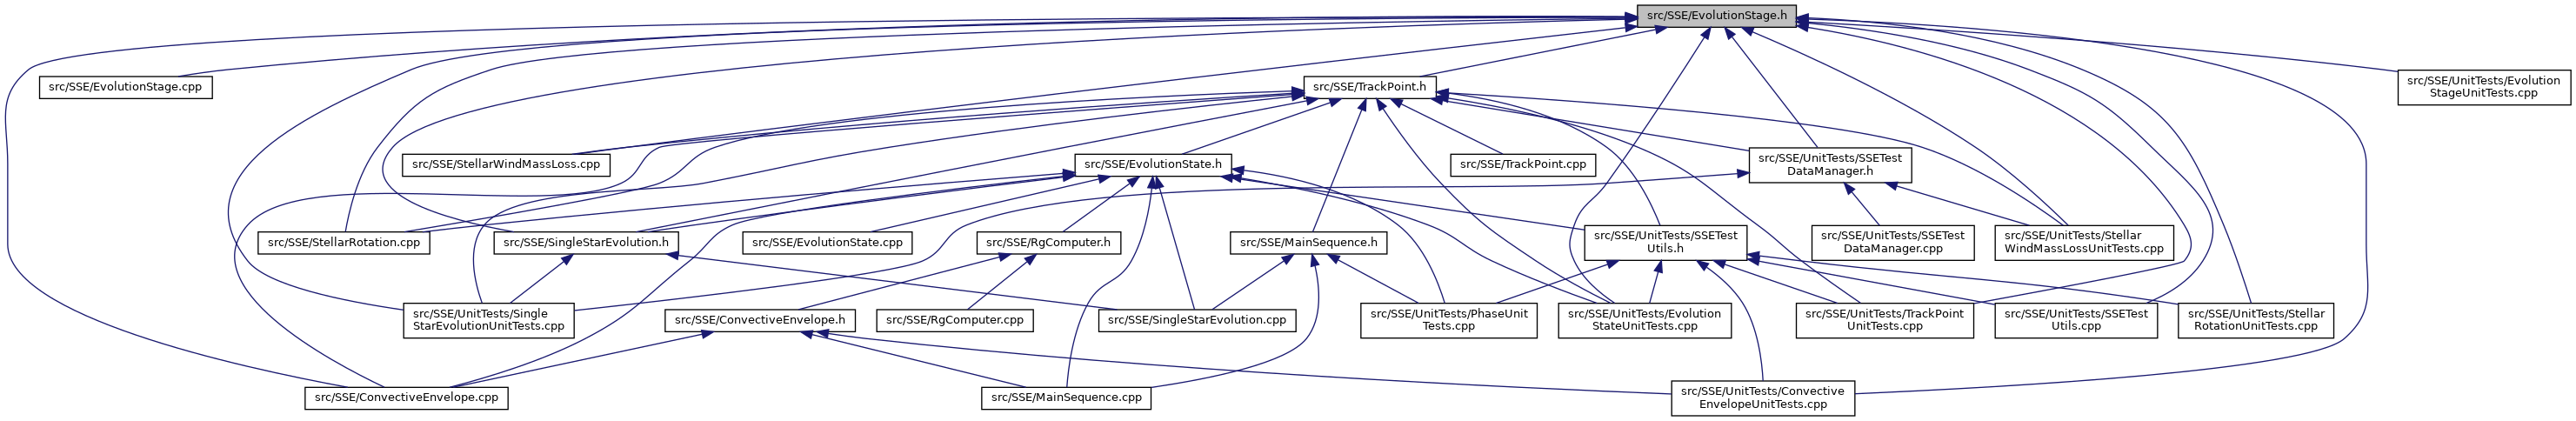 src/SSE/EvolutionStage.h
src/SSE/EvolutionStage.cpp
src/SSE/TrackPoint.h
src/SSE/UnitTests/Evolution
StageUnitTests.cpp
src/SSE/StellarWindMassLoss.cpp
src/SSE/EvolutionState.h
src/SSE/TrackPoint.cpp
src/SSE/UnitTests/SSETest
DataManager.h
src/SSE/StellarRotation.cpp
src/SSE/SingleStarEvolution.h
src/SSE/EvolutionState.cpp
src/SSE/RgComputer.h
src/SSE/MainSequence.h
src/SSE/UnitTests/SSETest
Utils.h
src/SSE/UnitTests/SSETest
DataManager.cpp
src/SSE/UnitTests/Stellar
WindMassLossUnitTests.cpp
src/SSE/UnitTests/Single
StarEvolutionUnitTests.cpp
src/SSE/ConvectiveEnvelope.h
src/SSE/RgComputer.cpp
src/SSE/SingleStarEvolution.cpp
src/SSE/UnitTests/PhaseUnit
Tests.cpp
src/SSE/UnitTests/Evolution
StateUnitTests.cpp
src/SSE/UnitTests/TrackPoint
UnitTests.cpp
src/SSE/UnitTests/SSETest
Utils.cpp
src/SSE/UnitTests/Stellar
RotationUnitTests.cpp
src/SSE/ConvectiveEnvelope.cpp
src/SSE/MainSequence.cpp
src/SSE/UnitTests/Convective
EnvelopeUnitTests.cpp